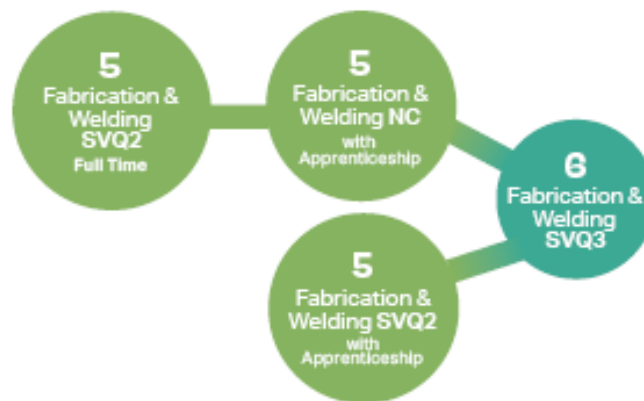 5
Fabrication &
Welding
SVQ2
Full Time
5
Fabrication &
Welding NC
with
Apprenticeship
6
Fabrication &
Welding
SVQ3
5
Fabrication &
Welding SVQ2
with
Apprenticeship